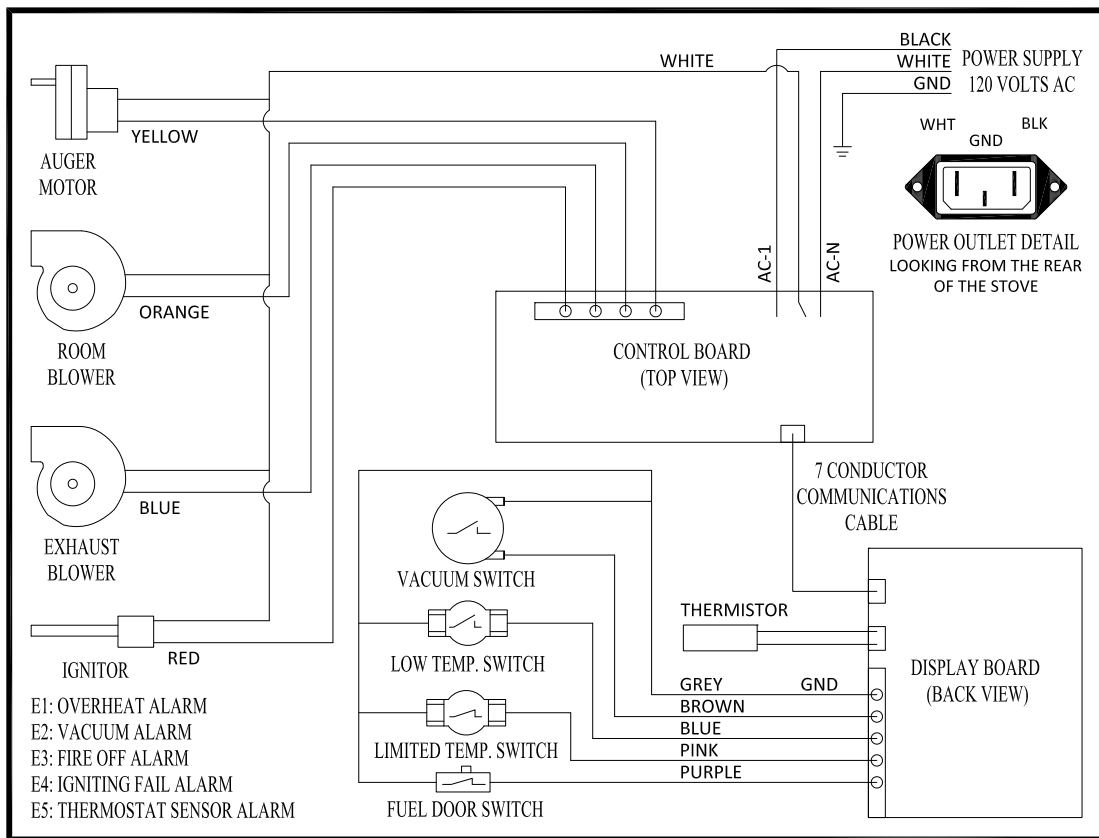 BLACK
WHITE
WHITE
GND
POWER SUPPLY
120 VOLTS AC
YELLOW
AUGER
MOTOR
WHT
GND
BLK
POWER OUTLET DETAIL
LOOKING FROM THE REAR
OF THE STOVE
AC-1
AC-N
ORANGE
ROOM
BLOWER
CONTROL BOARD
(TOP VIEW)
BLUE
EXHAUST
BLOWER
7 CONDUCTOR
COMMUNICATIONS
CABLE
VACUUM SWITCH
THERMISTOR
RED
IGNITOR
LOW TEMP. SWITCH
DISPLAY BOARD
(BACK VIEW)
GREY
GND
BROWN
BLUE
PINK
PURPLE
LIMITED TEMP. SWITCH
FUEL DOOR SWITCH
E1: OVERHEAT ALARM
E2: VACUUM ALARM
E3: FIRE OFF ALARM
E4: IGNITING FAIL ALARM
E5: THERMOSTAT SENSOR ALARM